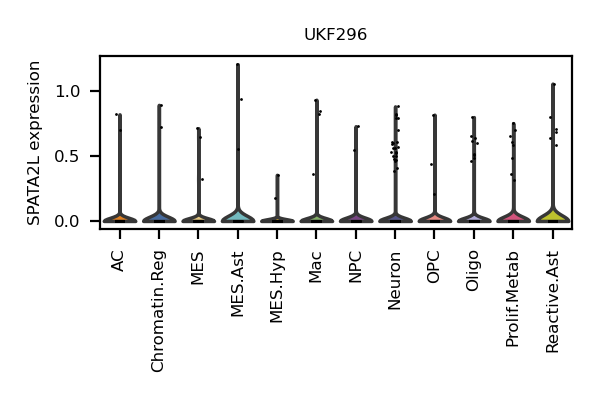 UKF296
SPATA2L expression
1.0
0.5
0.0
AC
Chromatin.Reg
MES
MES.Ast
MES.Hyp
Mac
NPC
Neuron
OPC
Oligo
Prolif.Metab
Reactive.Ast